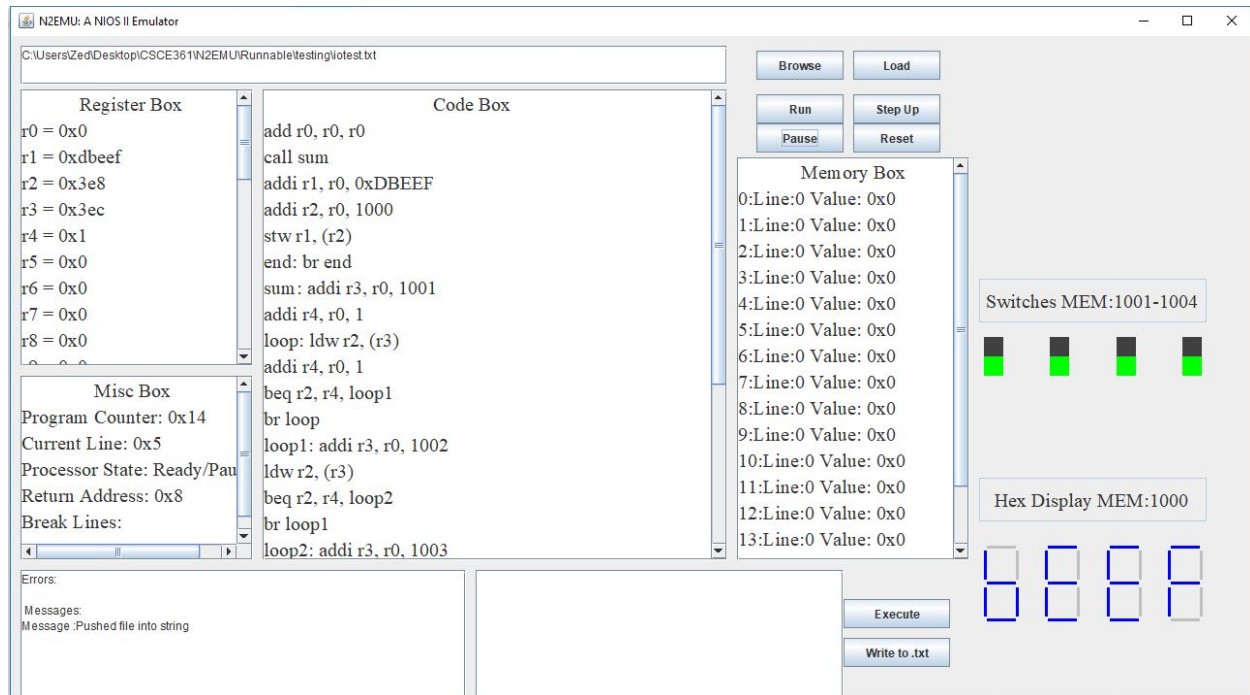 N2EMU: A NIOS II Emulator
C:\Users\Zed\Desktop\CSCE361\N2EMU\Runnable\testing\iotest.txt
Browse
Load
Run
Step Up
Pause
Reset
Register Box
r0 = 0x0
r1 = 0xdbeef
r2 = 0x3e8
r3 = 0x3ec
r4 = 0x1
r5 = 0x0
r6 = 0x0
r7 = 0x0
r8 = 0x0
Misc Box
Program Counter: 0x14
Current Line: 0x5
Processor State: Ready/Pau
Return Address: 0x8
Break Lines:
Code Box
add r0, r0, r0
call sum
addi r1, r0, 0xDBEEF
addi r2, r0, 1000
stw r1, (r2)
end: br end
sum: addi r3, r0, 1001
addi r4, r0, 1
loop: ldw r2, (r3)
addi r4, r0, 1
beq r2, r4, loop1
br loop
loop1: addi r3, r0, 1002
ldw r2, (r3)
beq r2, r4, loop2
br loop1
loop2: addi r3, r0, 1003
Memory Box
0:Line:0 Value: 0x0
1:Line:0 Value: 0x0
2:Line:0 Value: 0x0
3:Line:0 Value: 0x0
4:Line:0 Value: 0x0
5:Line:0 Value: 0x0
6:Line:0 Value: 0x0
7:Line:0 Value: 0x0
8:Line:0 Value: 0x0
9:Line:0 Value: 0x0
10:Line:0 Value: 0x0
11:Line:0 Value: 0x0
12:Line:0 Value: 0x0
13:Line:0 Value: 0x0
Switches MEM:1001-1004
Hex Display MEM:1000
Errors:
Messages:
Message :Pushed file into string
Execute
Write to .txt